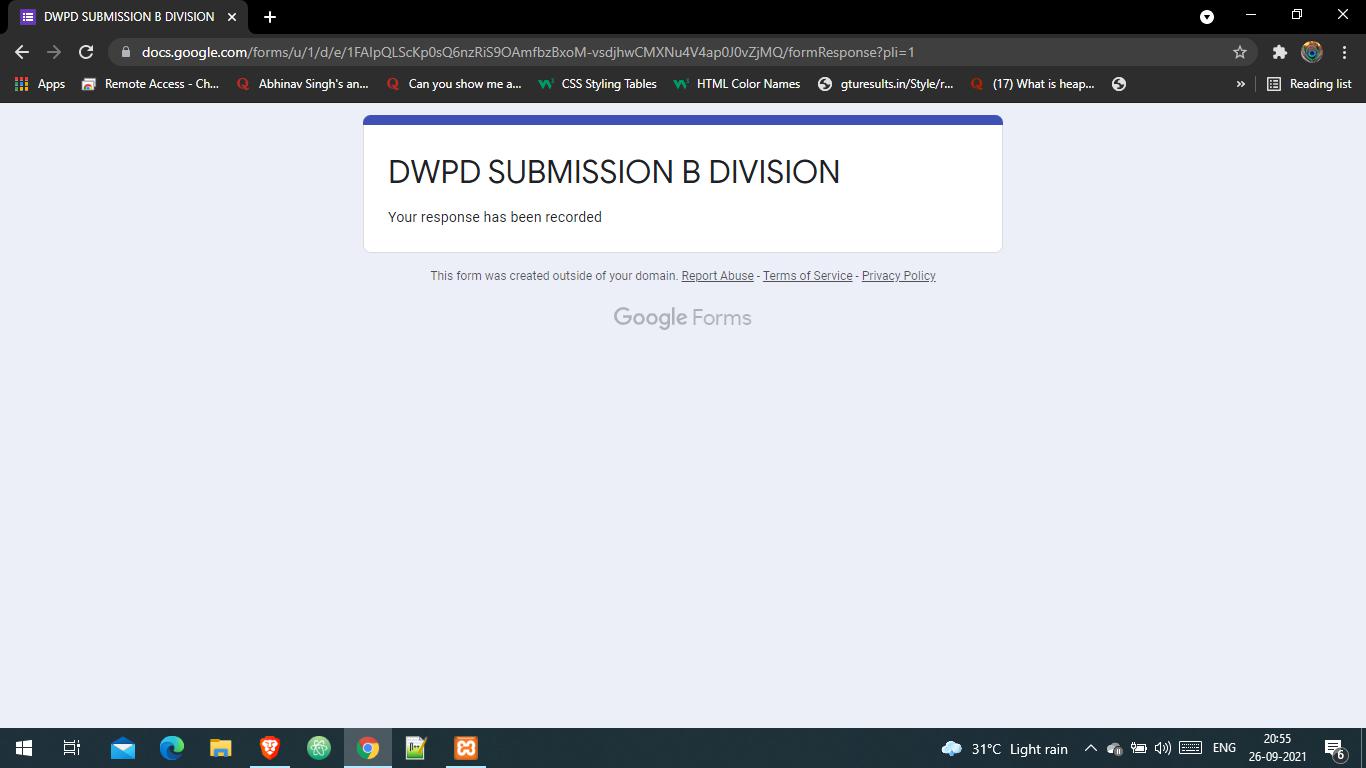 DWPD SUBMISSION B DIVISION
docs.google.com/forms/u/1/d/e/1FAIpQLScKp0sQ6nzRiS9OAmfbzBxoM-vsdjhwCMXNu4V4ap0J0vZjMQ/formResponse?pli=1
Apps Remote Access - Ch... Abhinav Singh's an... Can you show me a... CSS Styling Tables HTML Color Names gturesults.in/Style/r... (17) What is heap... » Reading list
DWPD SUBMISSION B DIVISION
Your response has been recorded
This form was created outside of your domain. Report Abuse - Terms of Service - Privacy Policy
Google Forms
31°C Light rain ENG 20:55
26-09-2021
6